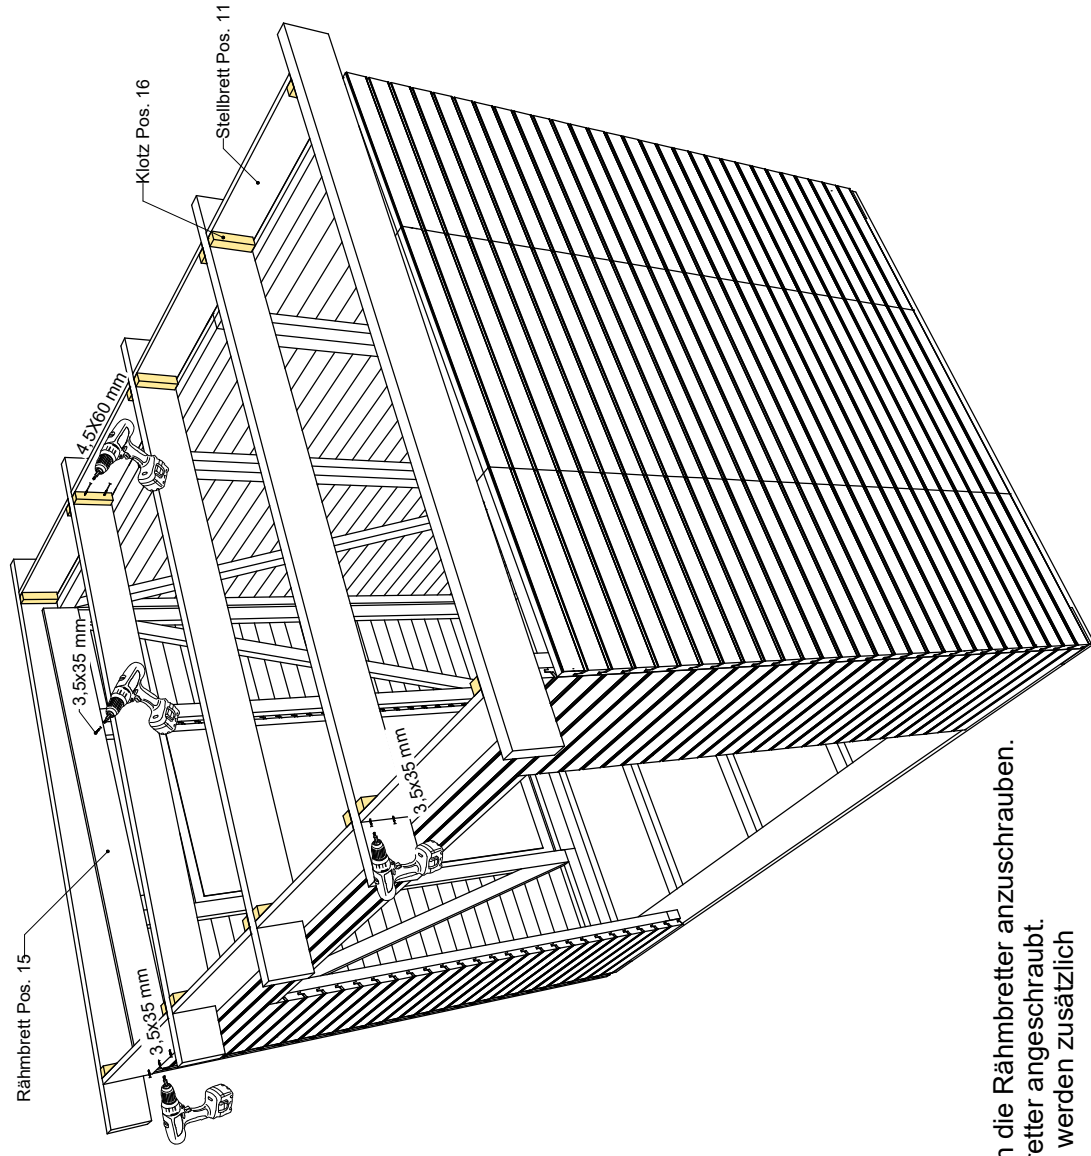 Rähmbrett Pos. 15
3,5x35 mm
4,5X60 mm
Klotz Pos. 16
3,5x35 mm
Stellbrett Pos. 11
3,5x35 mm
n die Rähmbretter anzuschrauben.
retter angeschraubt.
werden zusätzlich